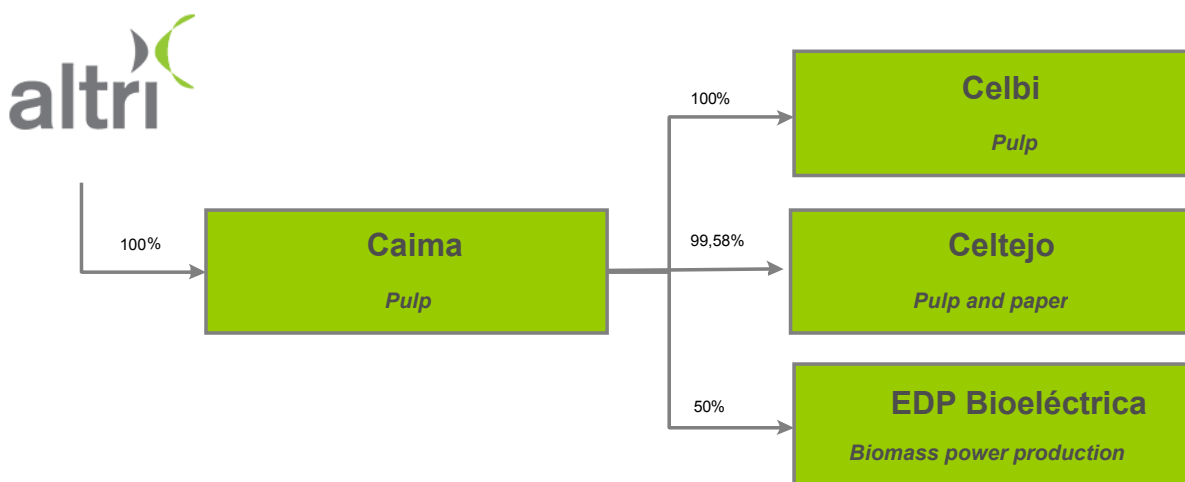 altri
100%
Caima
Pulp
100%
Celbi
Pulp
99,58%
Celtejo
Pulp and paper
50%
EDP Bioeléctrica
Biomass power production